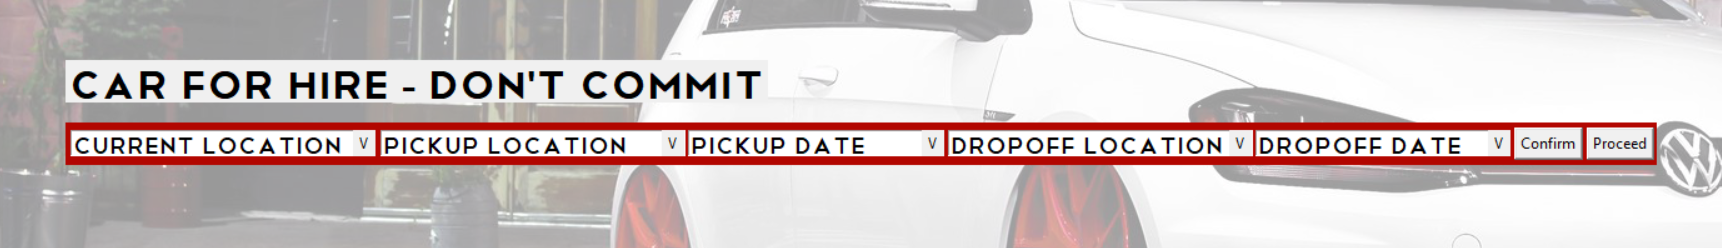 CAR FOR HIRE - DON'T COMMIT
CURRENT LOCATION V PICKUP LOCATION V PICKUP DATE V DROPOFF LOCATION V DROPOFF DATE V Confirm Proceed